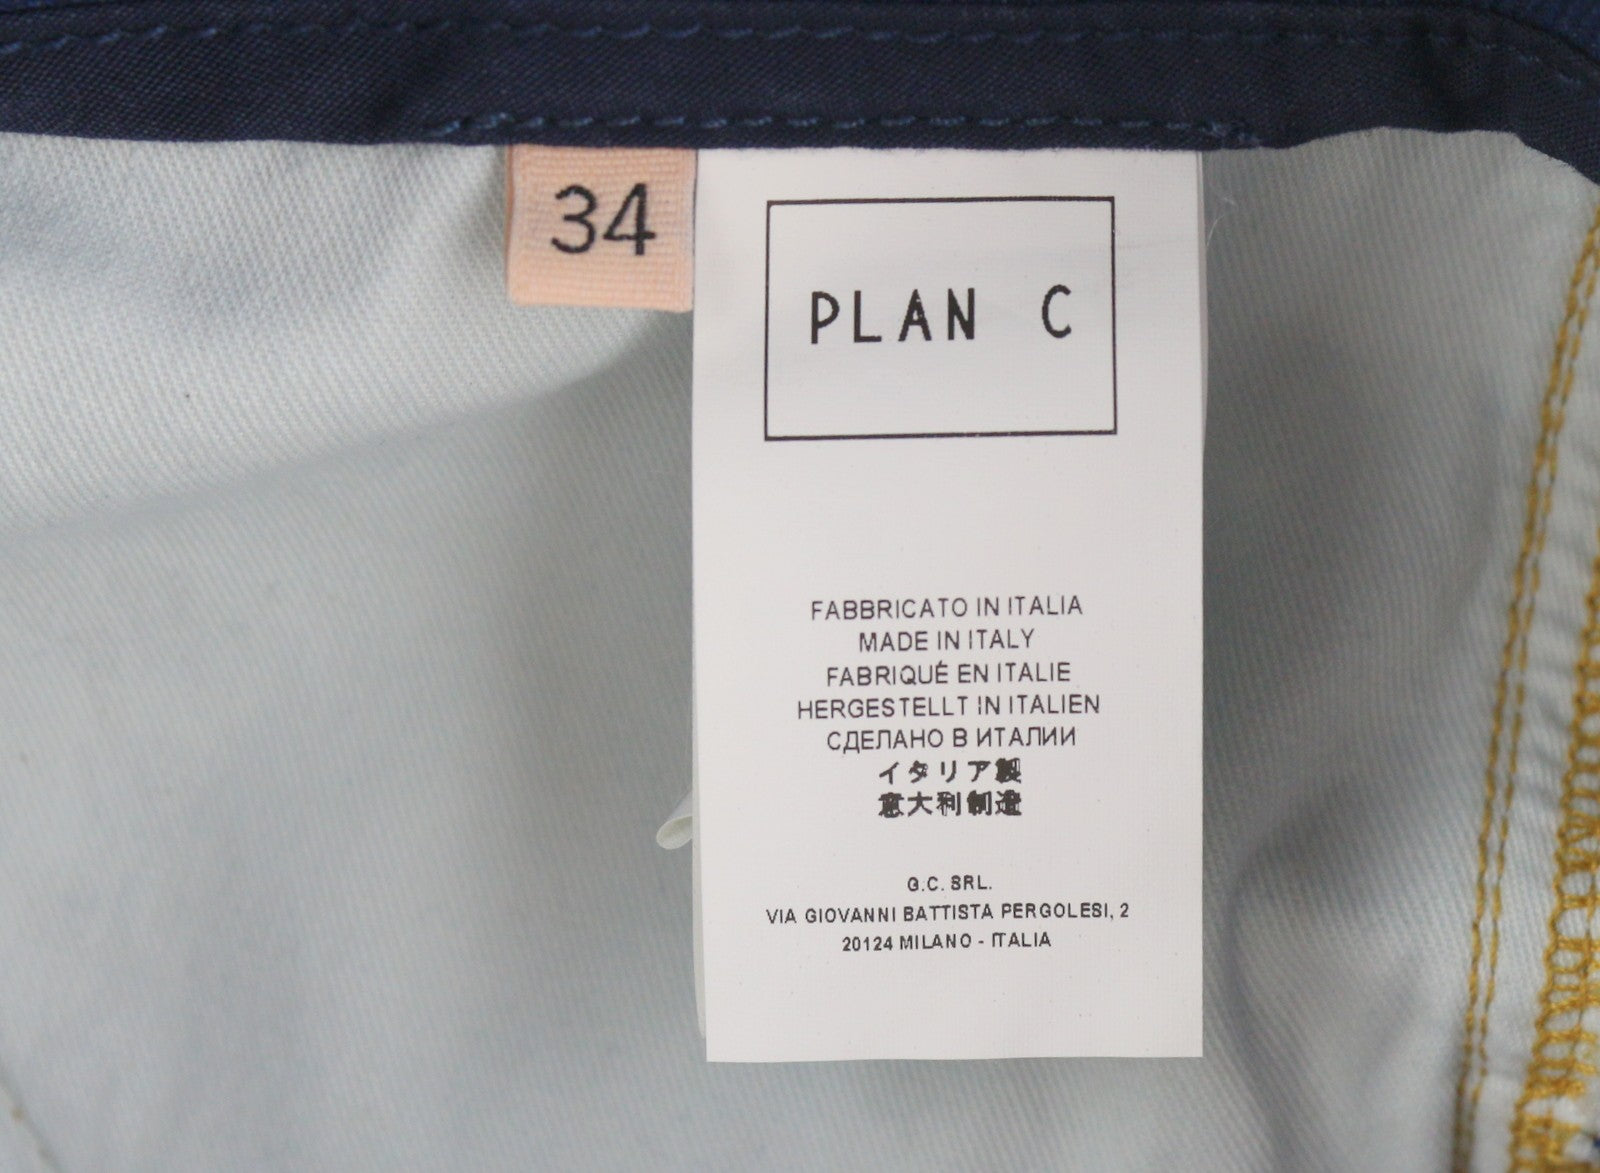 34
PLAN C
FABBRICATO IN ITALIA
MADE IN ITALY
FABRIQUÉ EN ITALIE
HERGESTELLT IN ITALIEN
СДЕЛАНО В ИТАЛИИ
イタリア製
意大利制造
G.C. SRL.
VIA GIOVANNI BATTISTA PERGOLESI, 2
20124 MILANO - ITALIA